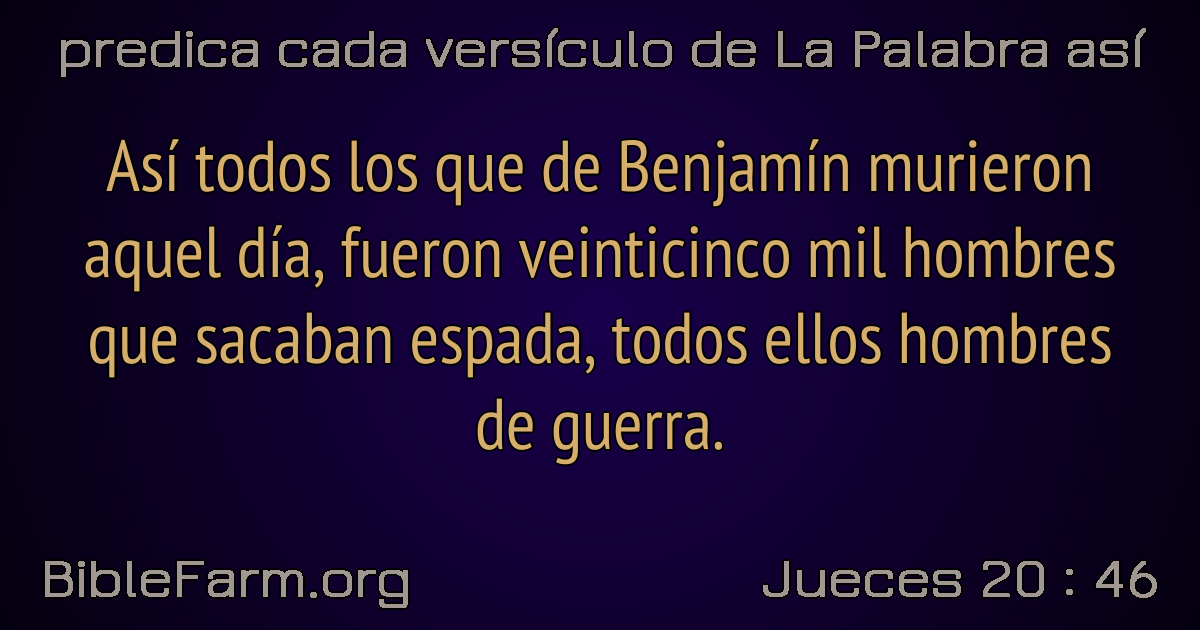 predica cada versículo de La Palabra así
Así todos los que de Benjamín murieron
aquel día, fueron veinticinco mil hombres
que sacaban espada, todos ellos hombres
de guerra.
BibleFarm.org
Jueces 20 : 46